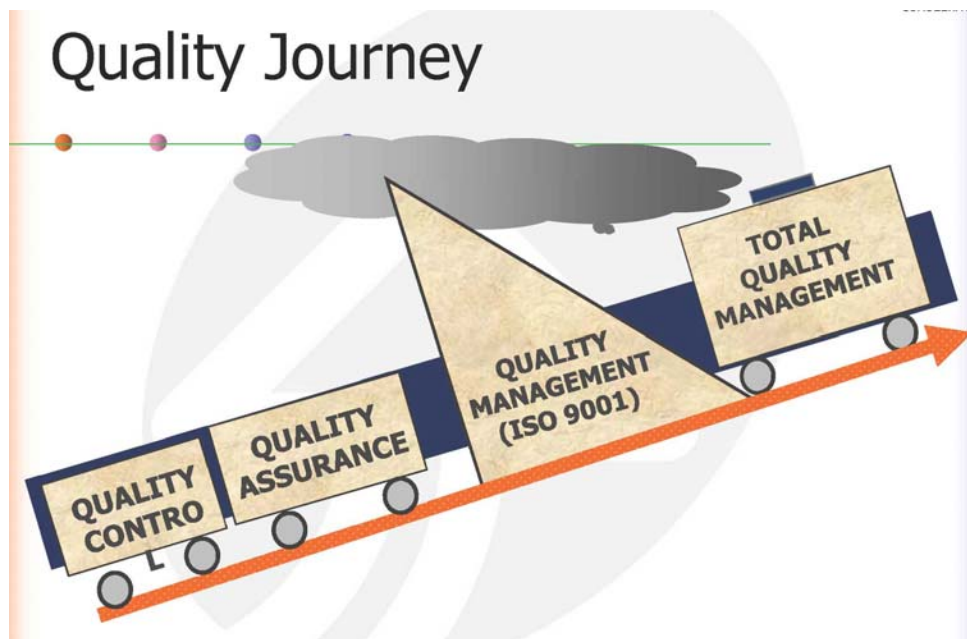 Quality Journey
QUALITY
CONTRO
L
QUALITY
ASSURANCE
QUALITY
MANAGEMENT
(ISO 9001)
TOTAL
QUALITY
MANAGEMENT